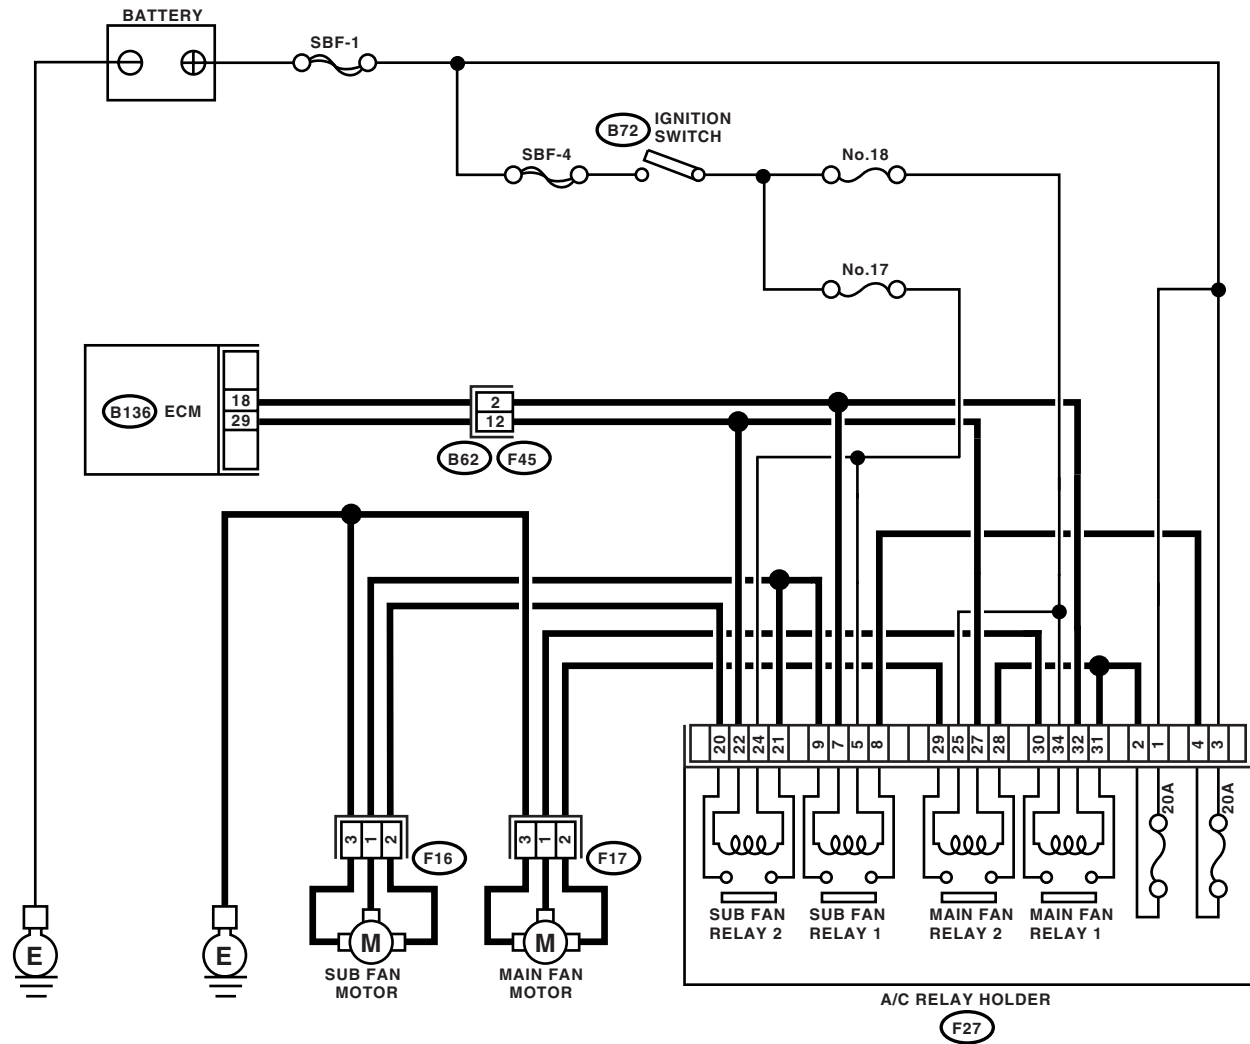 BATTERY
SBF-1
B72
IGNITION
SWITCH
SBF-4
No.18
No.17
B136
ECM
18
29
2
12
B62
F45
20
22
24
21
9
7
5
8
29
25
27
28
30
34
32
31
2
1
4
3
20A
20A
3
1
2
F16
3
1
2
F17
SUB FAN
RELAY 2
SUB FAN
RELAY 1
MAIN FAN
RELAY 2
MAIN FAN
RELAY 1
E
E
M
M
SUB FAN
MOTOR
MAIN FAN
MOTOR
A/C RELAY HOLDER
F27